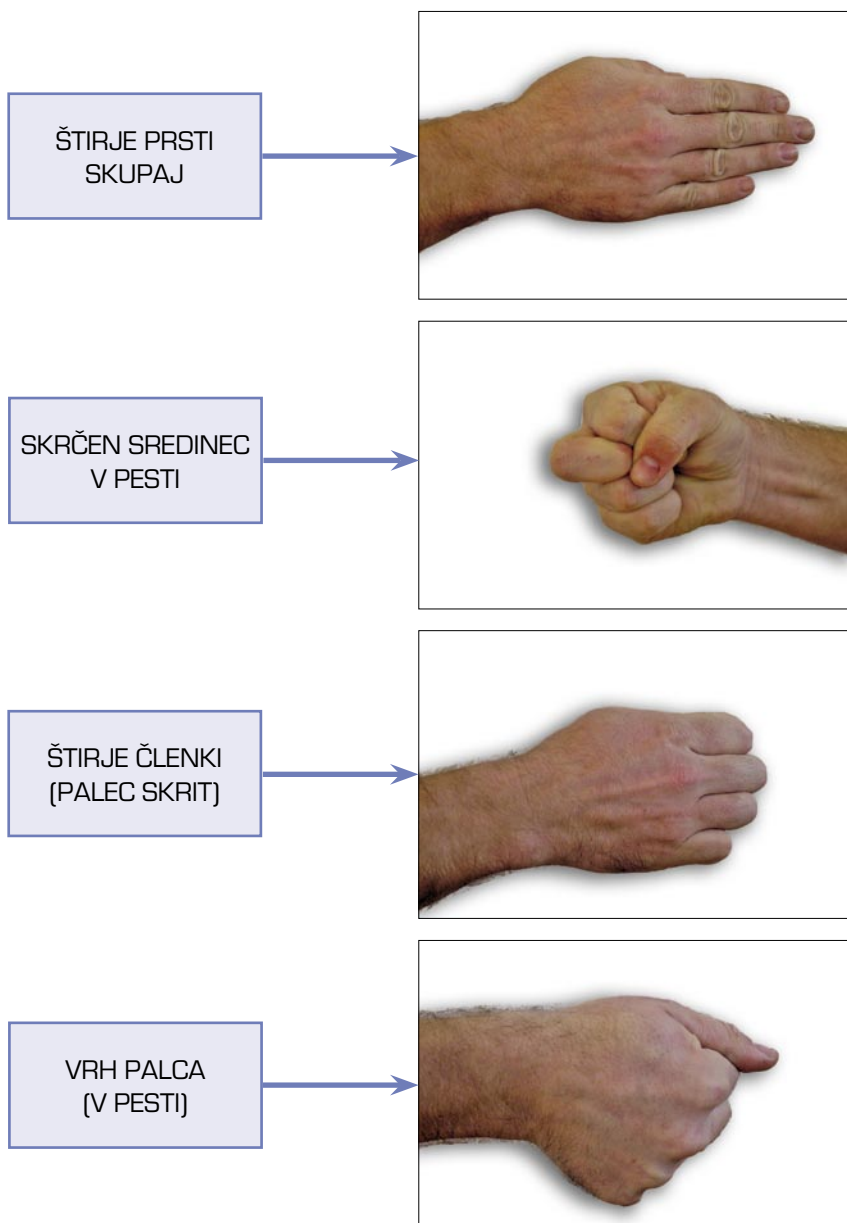 ŠTIRJE PRSTI
SKUPAJ
SKRČEN SREDINEC
V PESTI
ŠTIRJE ČLENKI
(PALEC SKRIT)
VRH PALCA
(V PESTI)